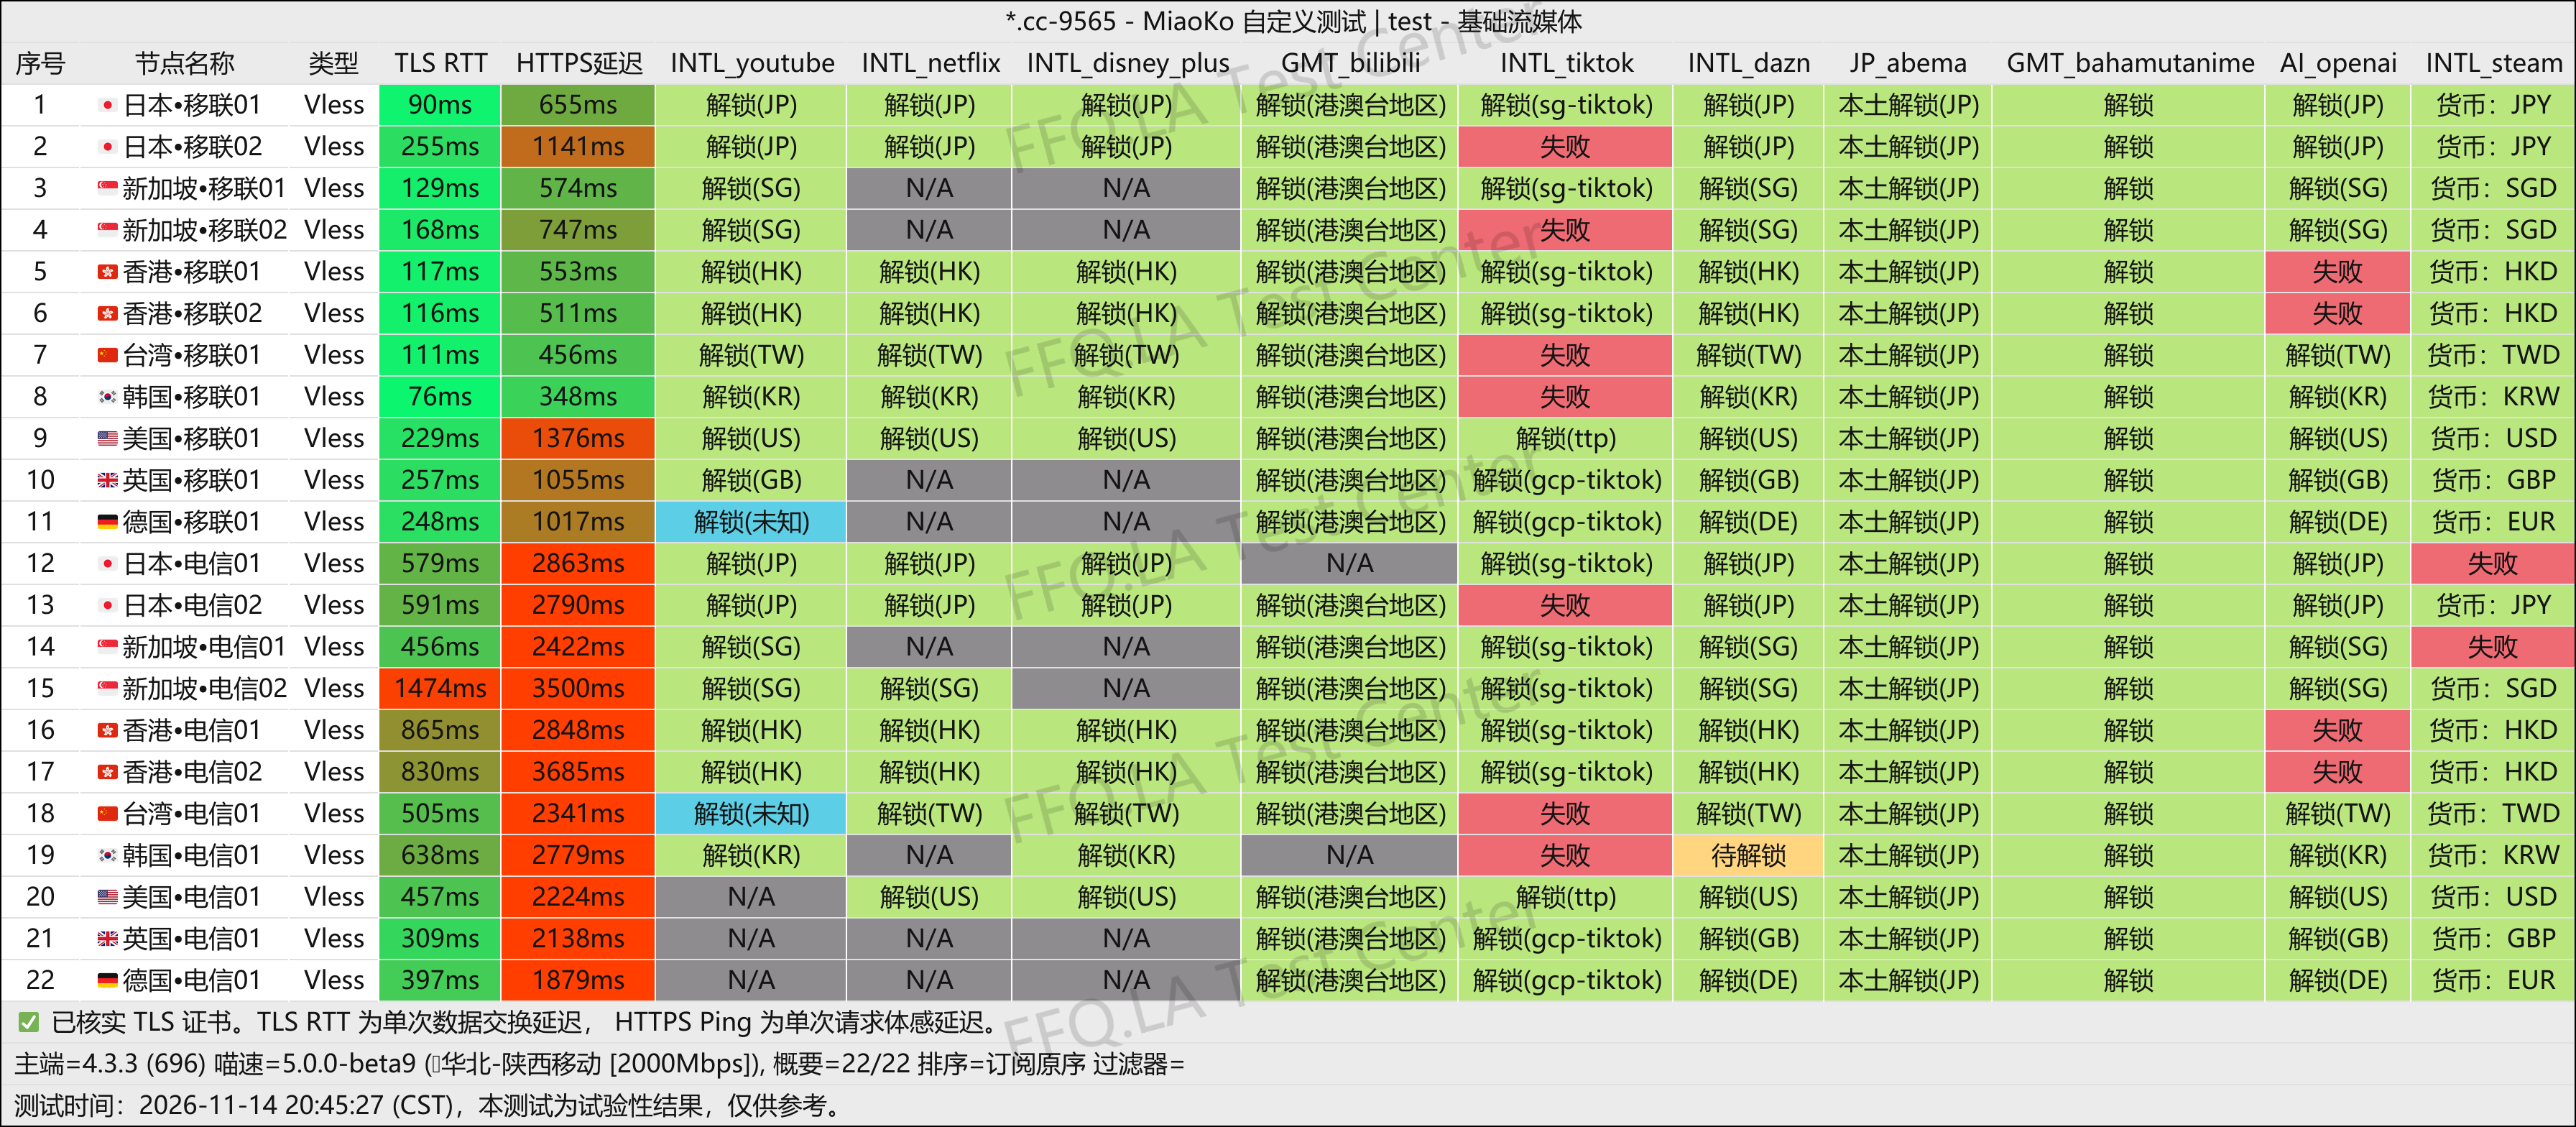 *.cc-9565 - MiaoKo 自定义测试 | test - 基础流媒体
序号 节点名称 类型 TLS RTT HTTPS延迟 INTL_youtube INTL_netflix INTL_disney_plus GMT_bilibili INTL_tiktok INTL_dazn JP_abema GMT_bahamutanime AI_openai INTL_steam
1 日本•移联01 Vless 90ms 655ms 解锁(JP) 解锁(JP) 解锁(JP) 解锁(港澳台地区) 解锁(sg-tiktok) 解锁(JP) 本土解锁(JP) 解锁 解锁(JP) 货币：JPY
2 日本•移联02 Vless 255ms 1141ms 解锁(JP) 解锁(JP) 解锁(JP) 解锁(港澳台地区) 失败 解锁(JP) 本土解锁(JP) 解锁 解锁(JP) 货币：JPY
3 新加坡•移联01 Vless 129ms 574ms 解锁(SG) N/A N/A 解锁(港澳台地区) 解锁(sg-tiktok) 解锁(SG) 本土解锁(JP) 解锁 解锁(SG) 货币：SGD
4 新加坡•移联02 Vless 168ms 747ms 解锁(SG) N/A N/A 解锁(港澳台地区) 失败 解锁(SG) 本土解锁(JP) 解锁 解锁(SG) 货币：SGD
5 香港•移联01 Vless 117ms 553ms 解锁(HK) 解锁(HK) 解锁(HK) 解锁(港澳台地区) 解锁(sg-tiktok) 解锁(HK) 本土解锁(JP) 解锁 失败 货币：HKD
6 香港•移联02 Vless 116ms 511ms 解锁(HK) 解锁(HK) 解锁(HK) 解锁(港澳台地区) 解锁(sg-tiktok) 解锁(HK) 本土解锁(JP) 解锁 失败 货币：HKD
7 台湾•移联01 Vless 111ms 456ms 解锁(TW) 解锁(TW) 解锁(TW) 解锁(港澳台地区) 失败 解锁(TW) 本土解锁(JP) 解锁 解锁(TW) 货币：TWD
8 韩国•移联01 Vless 76ms 348ms 解锁(KR) 解锁(KR) 解锁(KR) 解锁(港澳台地区) 失败 解锁(KR) 本土解锁(JP) 解锁 解锁(KR) 货币：KRW
9 美国•移联01 Vless 229ms 1376ms 解锁(US) 解锁(US) 解锁(US) 解锁(港澳台地区) 解锁(ttp) 解锁(US) 本土解锁(JP) 解锁 解锁(US) 货币：USD
10 英国•移联01 Vless 257ms 1055ms 解锁(GB) N/A N/A 解锁(港澳台地区) 解锁(gcp-tiktok) 解锁(GB) 本土解锁(JP) 解锁 解锁(GB) 货币：GBP
11 德国•移联01 Vless 248ms 1017ms 解锁(未知) N/A N/A 解锁(港澳台地区) 解锁(gcp-tiktok) 解锁(DE) 本土解锁(JP) 解锁 解锁(DE) 货币：EUR
12 日本•电信01 Vless 579ms 2863ms 解锁(JP) 解锁(JP) 解锁(JP) N/A 解锁(sg-tiktok) 解锁(JP) 本土解锁(JP) 解锁 解锁(JP) 失败
13 日本•电信02 Vless 591ms 2790ms 解锁(JP) 解锁(JP) 解锁(JP) 解锁(港澳台地区) 失败 解锁(JP) 本土解锁(JP) 解锁 解锁(JP) 货币：JPY
14 新加坡•电信01 Vless 456ms 2422ms 解锁(SG) N/A N/A 解锁(港澳台地区) 解锁(sg-tiktok) 解锁(SG) 本土解锁(JP) 解锁 解锁(SG) 失败
15 新加坡•电信02 Vless 1474ms 3500ms 解锁(SG) 解锁(SG) N/A 解锁(港澳台地区) 解锁(sg-tiktok) 解锁(SG) 本土解锁(JP) 解锁 解锁(SG) 货币：SGD
16 香港•电信01 Vless 865ms 2848ms 解锁(HK) 解锁(HK) 解锁(HK) 解锁(港澳台地区) 解锁(sg-tiktok) 解锁(HK) 本土解锁(JP) 解锁 失败 货币：HKD
17 香港•电信02 Vless 830ms 3685ms 解锁(HK) 解锁(HK) 解锁(HK) 解锁(港澳台地区) 解锁(sg-tiktok) 解锁(HK) 本土解锁(JP) 解锁 失败 货币：HKD
18 台湾•电信01 Vless 505ms 2341ms 解锁(未知) 解锁(TW) 解锁(TW) 解锁(港澳台地区) 失败 解锁(TW) 本土解锁(JP) 解锁 解锁(TW) 货币：TWD
19 韩国•电信01 Vless 638ms 2779ms 解锁(KR) N/A 解锁(KR) N/A 失败 待解锁 本土解锁(JP) 解锁 解锁(KR) 货币：KRW
20 美国•电信01 Vless 457ms 2224ms N/A 解锁(US) 解锁(US) 解锁(港澳台地区) 解锁(ttp) 解锁(US) 本土解锁(JP) 解锁 解锁(US) 货币：USD
21 英国•电信01 Vless 309ms 2138ms N/A N/A N/A 解锁(港澳台地区) 解锁(gcp-tiktok) 解锁(GB) 本土解锁(JP) 解锁 解锁(GB) 货币：GBP
22 德国•电信01 Vless 397ms 1879ms N/A N/A N/A 解锁(港澳台地区) 解锁(gcp-tiktok) 解锁(DE) 本土解锁(JP) 解锁 解锁(DE) 货币：EUR
✅ 已核实 TLS 证书。TLS RTT 为单次数据交换延迟， HTTPS Ping 为单次请求体感延迟。
主端=4.3.3 (696) 喵速=5.0.0-beta9 (华北-陕西移动 [2000Mbps]), 概要=22/22 排序=订阅原序 过滤器=
测试时间：2026-11-14 20:45:27 (CST)，本测试为试验性结果，仅供参考。
FFQ.LA Test Center
FFQ.LA Test Center
FFQ.LA Test Center
FFQ.LA Test Center
FFQ.LA Test Center